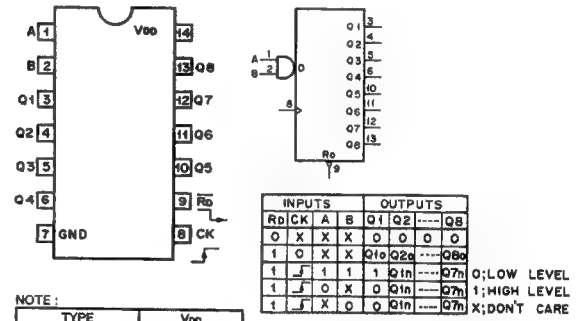 A 1 VDD 14
B 2 13 Q8
Q1 3 12 Q7
Q2 4 11 Q6
Q3 5 10 Q5
Q4 6 9 RD
7 GND 8 CK
A 1
B 2
D
8
Q1 3
Q2 4
Q3 5
Q4 6
Q5 10
Q6 11
Q7 12
Q8 13
RD
9
INPUTS OUTPUTS
RD CK A B Q1 Q2 ---- Q8
0 X X X 0 0 0 0
1 0 X X Q1o Q2o ---- Q8o
1 1 1 1 Q1n ---- Q7n 0;LOW LEVEL
1 0 X 0 Q1n ---- Q7n 1;HIGH LEVEL
1 X 0 0 Q1n ---- Q7n X;DON'T CARE
NOTE:
TYPE VDD